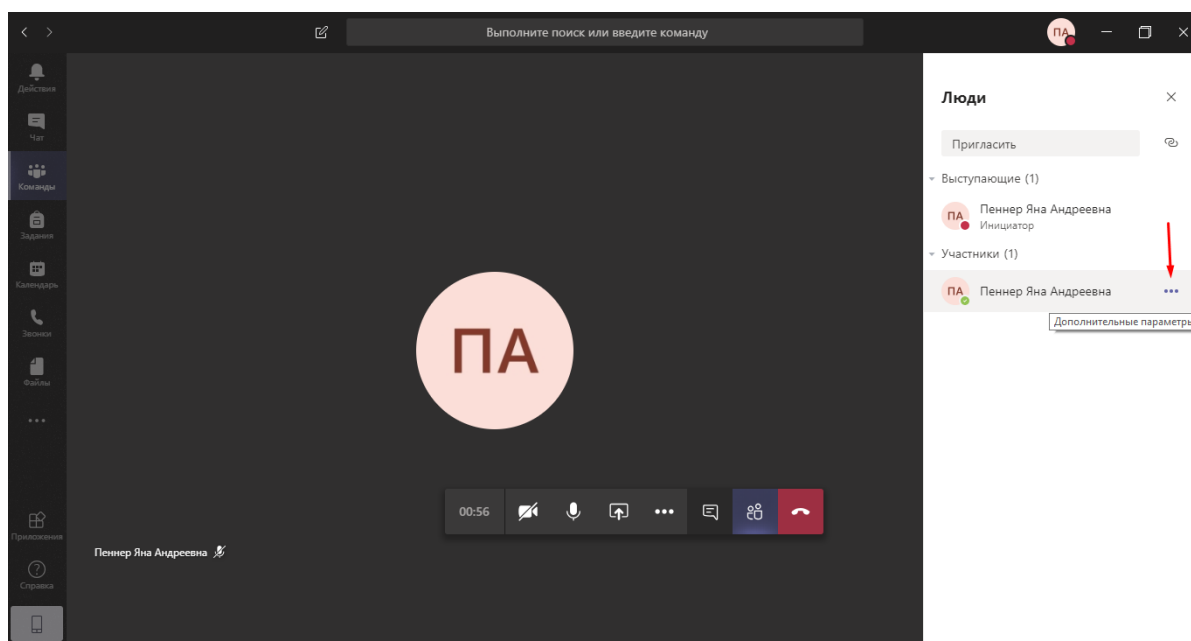 Выполните поиск или введите команду
ПА
Действия
Чат
Команды
Задания
Календарь
Звонки
Файлы
Приложения
Справка
ПА
00:56
Пеннер Яна Андреевна
Люди
Пригласить
Выступающие (1)
ПА
Пеннер Яна Андреевна
Инициатор
Участники (1)
ПА
Пеннер Яна Андреевна
Дополнительные параметры